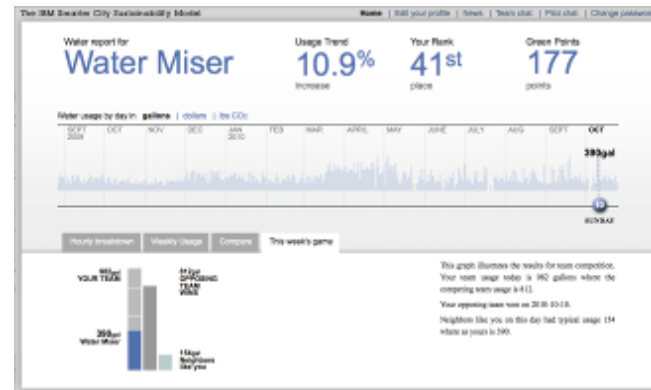 The IBM Smarter City Sustainability Model
Home | Edit your profile | News | Team chat | Pilot chat | Change password
Water report for
Water Miser
Usage Trend
10.9%
increase
Your Rank
41st
place
Green Points
177
points
Water usage by day in gallons | dollars | lbs CO2
SEPT 2009 OCT NOV DEC JAN 2010 FEB MAR APRIL MAY JUNE JULY AUG SEPT OCT
390gal
10
SUNDAY
Hourly breakdown Weekly Usage Compare This week's game
YOUR TEAM
812gal
OPPOSING
TEAM
WINS
390gal
Water Miser
154gal
Neighbors
like you
This graph illustrates the results for team competition.
Your team usage today is 982 gallons where the
competing team usage is 812.
Your opposing team won on 2010-10-10.
Neighbors like you on this day had typical usage 154
where as yours is 390.